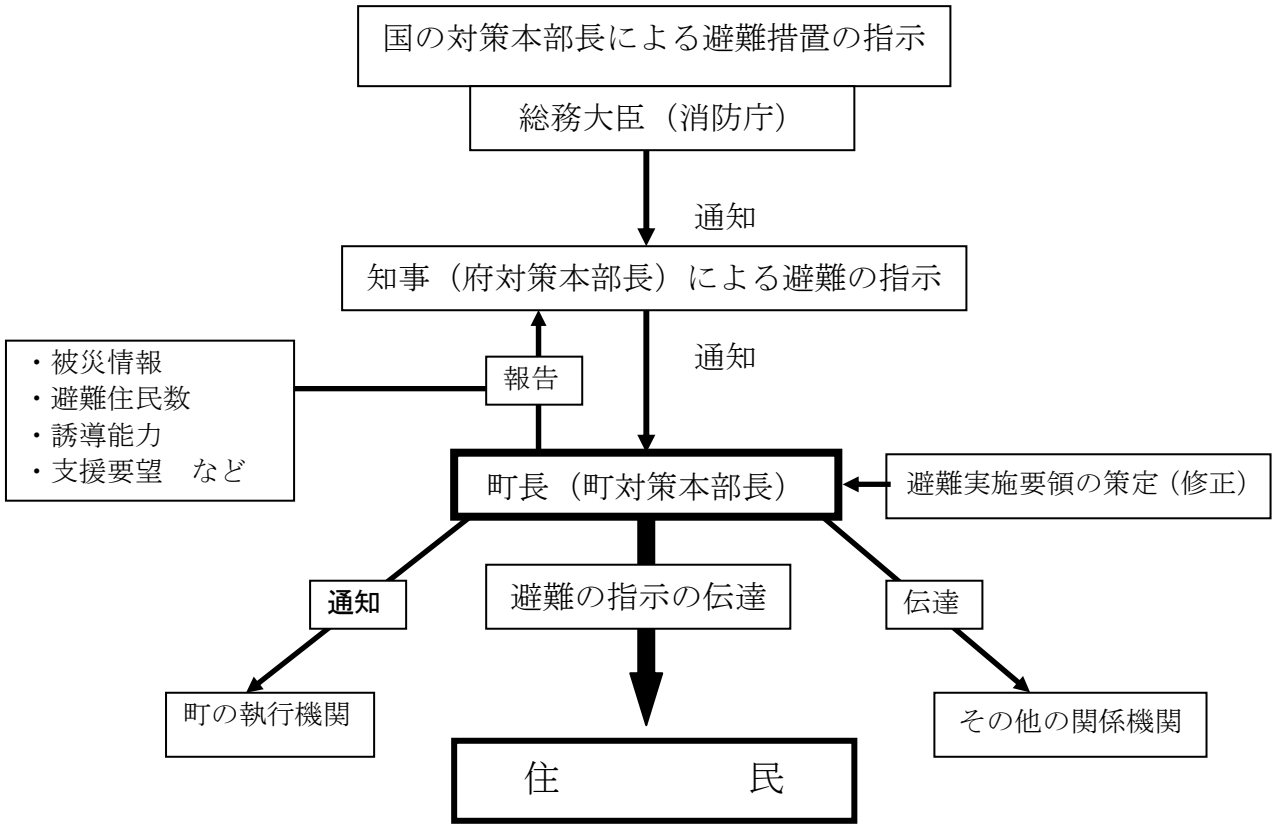 国の対策本部長による避難措置の指示
総務大臣（消防庁）
通知
知事（府対策本部長）による避難の指示
・被災情報
・避難住民数
・誘導能力
・支援要望　など
報告
通知
町長（町対策本部長）
避難実施要領の策定（修正）
通知
避難の指示の伝達
伝達
町の執行機関
その他の関係機関
住　　　　　民